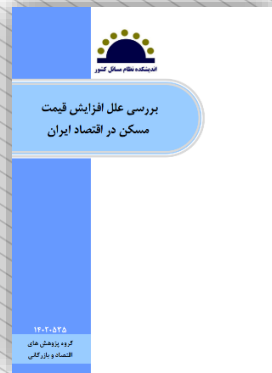 اندیشکده نظام مسائل کشور
بررسی علل افزایش قیمت
مسکن در اقتصاد ایران
۱۴۰۲۰۵۲۵
گروه پژوهش های
اقتصاد و بازرگانی